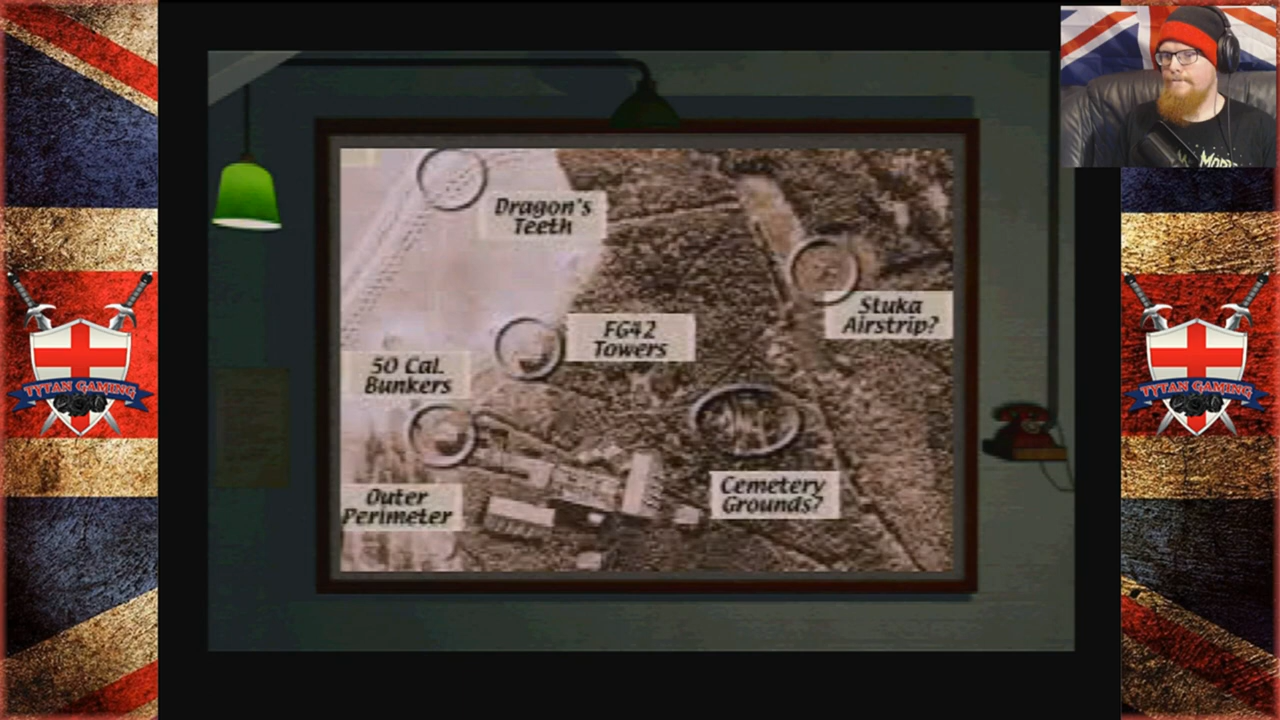 Dragon's
Teeth
Stuka
Airstrip?
FG42
Towers
50 Cal.
Bunkers
Cemetery
Grounds?
Outer
Perimeter
TYTAN GAMING
TYTAN GAMING